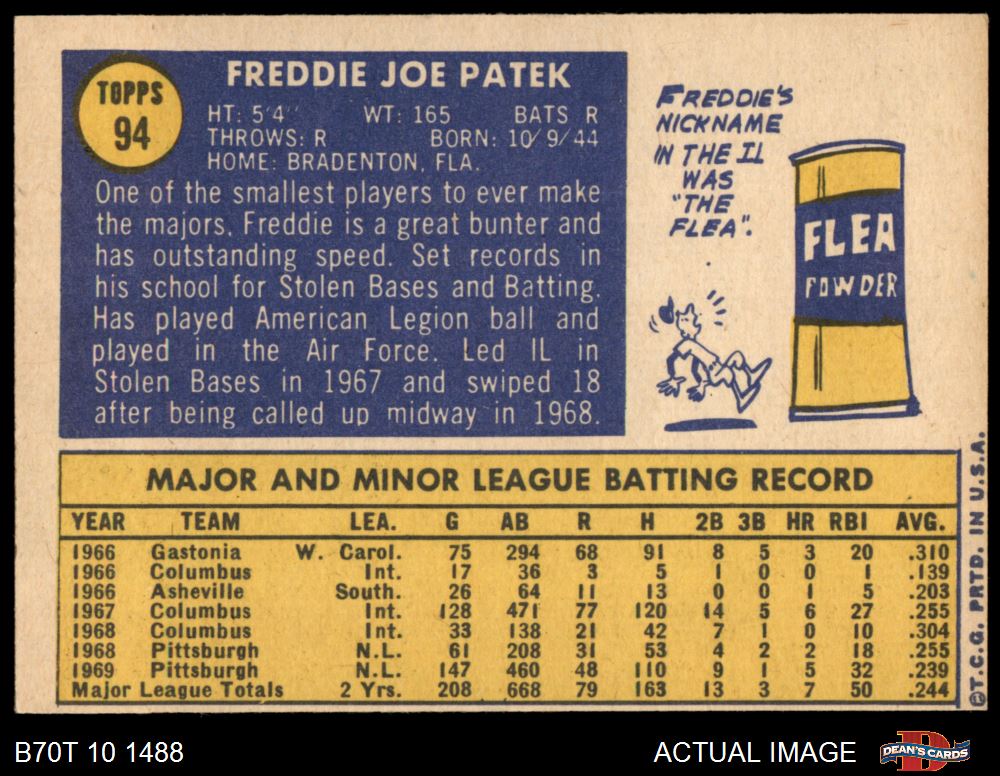 TOPPS
94
FREDDIE JOE PATEK
HT: 5'4" WT: 165 BATS R
THROWS: R BORN: 10/9/44
HOME: BRADENTON, FLA.
One of the smallest players to ever make
the majors, Freddie is a great bunter and
has outstanding speed. Set records in
his school for Stolen Bases and Batting.
Has played American Legion ball and
played in the Air Force. Led IL in
Stolen Bases in 1967 and swiped 18
after being called up midway in 1968.
FREDDIE'S
NICKNAME
IN THE IL
WAS
"THE
FLEA".
FLEA
POWDER
MAJOR AND MINOR LEAGUE BATTING RECORD
YEAR TEAM LEA. G AB R H 2B 3B HR RBI AVG.
1966 Gastonia W. Carol. 75 294 68 91 8 5 3 20 .310
1966 Columbus Int. 17 36 3 5 1 0 0 1 .139
1966 Asheville South. 26 64 11 13 0 0 1 5 .203
1967 Columbus Int. 128 471 77 120 14 5 6 27 .255
1968 Columbus Int. 33 138 21 42 7 1 0 10 .304
1968 Pittsburgh N.L. 61 208 31 53 4 2 2 18 .255
1969 Pittsburgh N.L. 147 460 48 110 9 1 5 32 .239
Major League Totals 2 Yrs. 208 668 79 163 13 3 7 50 .244
©T.C.G. PRTD. IN U.S.A.
B70T 10 1488
ACTUAL IMAGE
DEAN'S CARDS